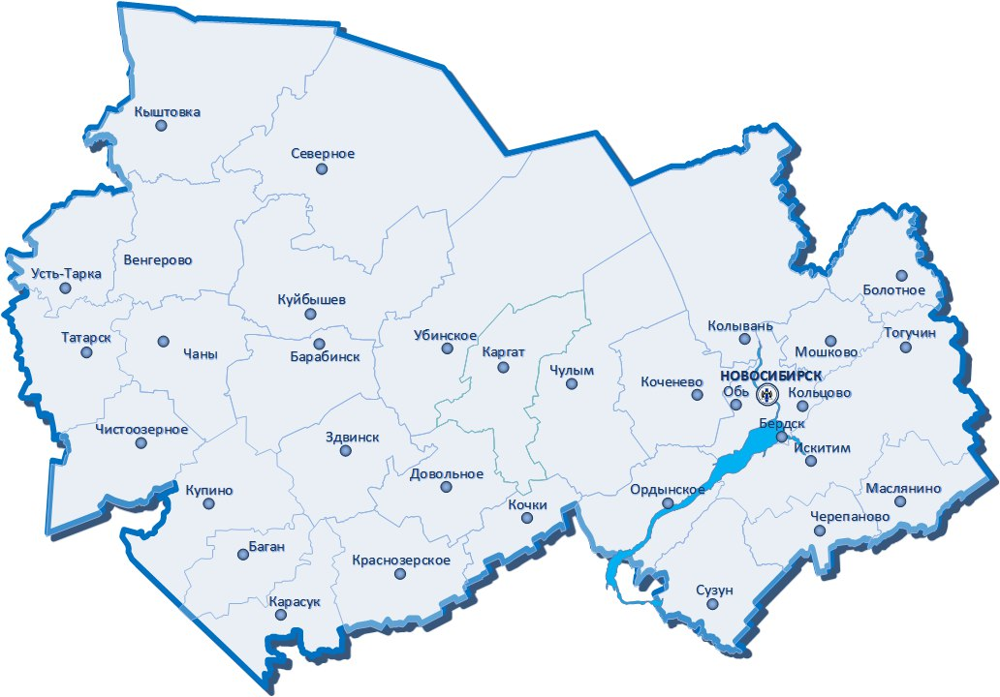 Кыштовка
Северное
Венгерово
Усть-Тарка
Болотное
Куйбышев
Колывань
Тогучин
Убинское
Татарск
Каргат
Мошково
Чаны
Барабинск
Чулым
НОВОСИБИРСК
Коченево
Обь
Кольцово
Бердск
Чистоозерное
Здвинск
Искитим
Довольное
Маслянино
Купино
Ордынское
Кочки
Черепаново
Баган
Краснозерское
Сузун
Карасук